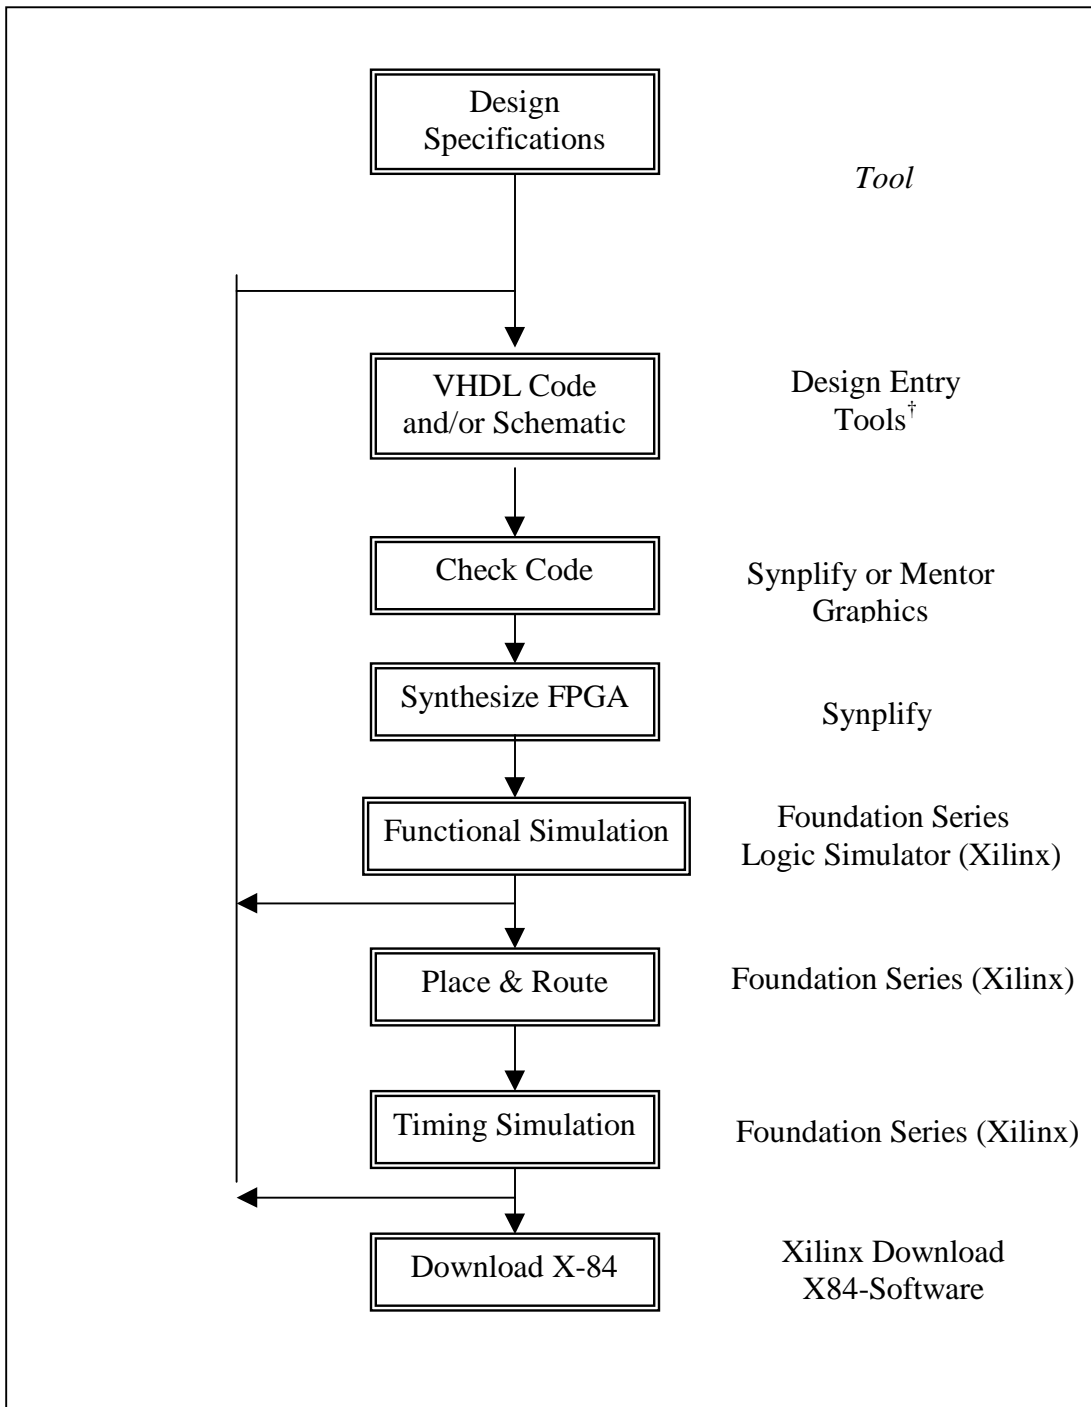 Design
Specifications
Tool
VHDL Code
and/or Schematic
Design Entry
Tools†
Check Code
Synplify or Mentor
Graphics
Synthesize FPGA
Synplify
Functional Simulation
Foundation Series
Logic Simulator (Xilinx)
Place & Route
Foundation Series (Xilinx)
Timing Simulation
Foundation Series (Xilinx)
Download X-84
Xilinx Download
X84-Software